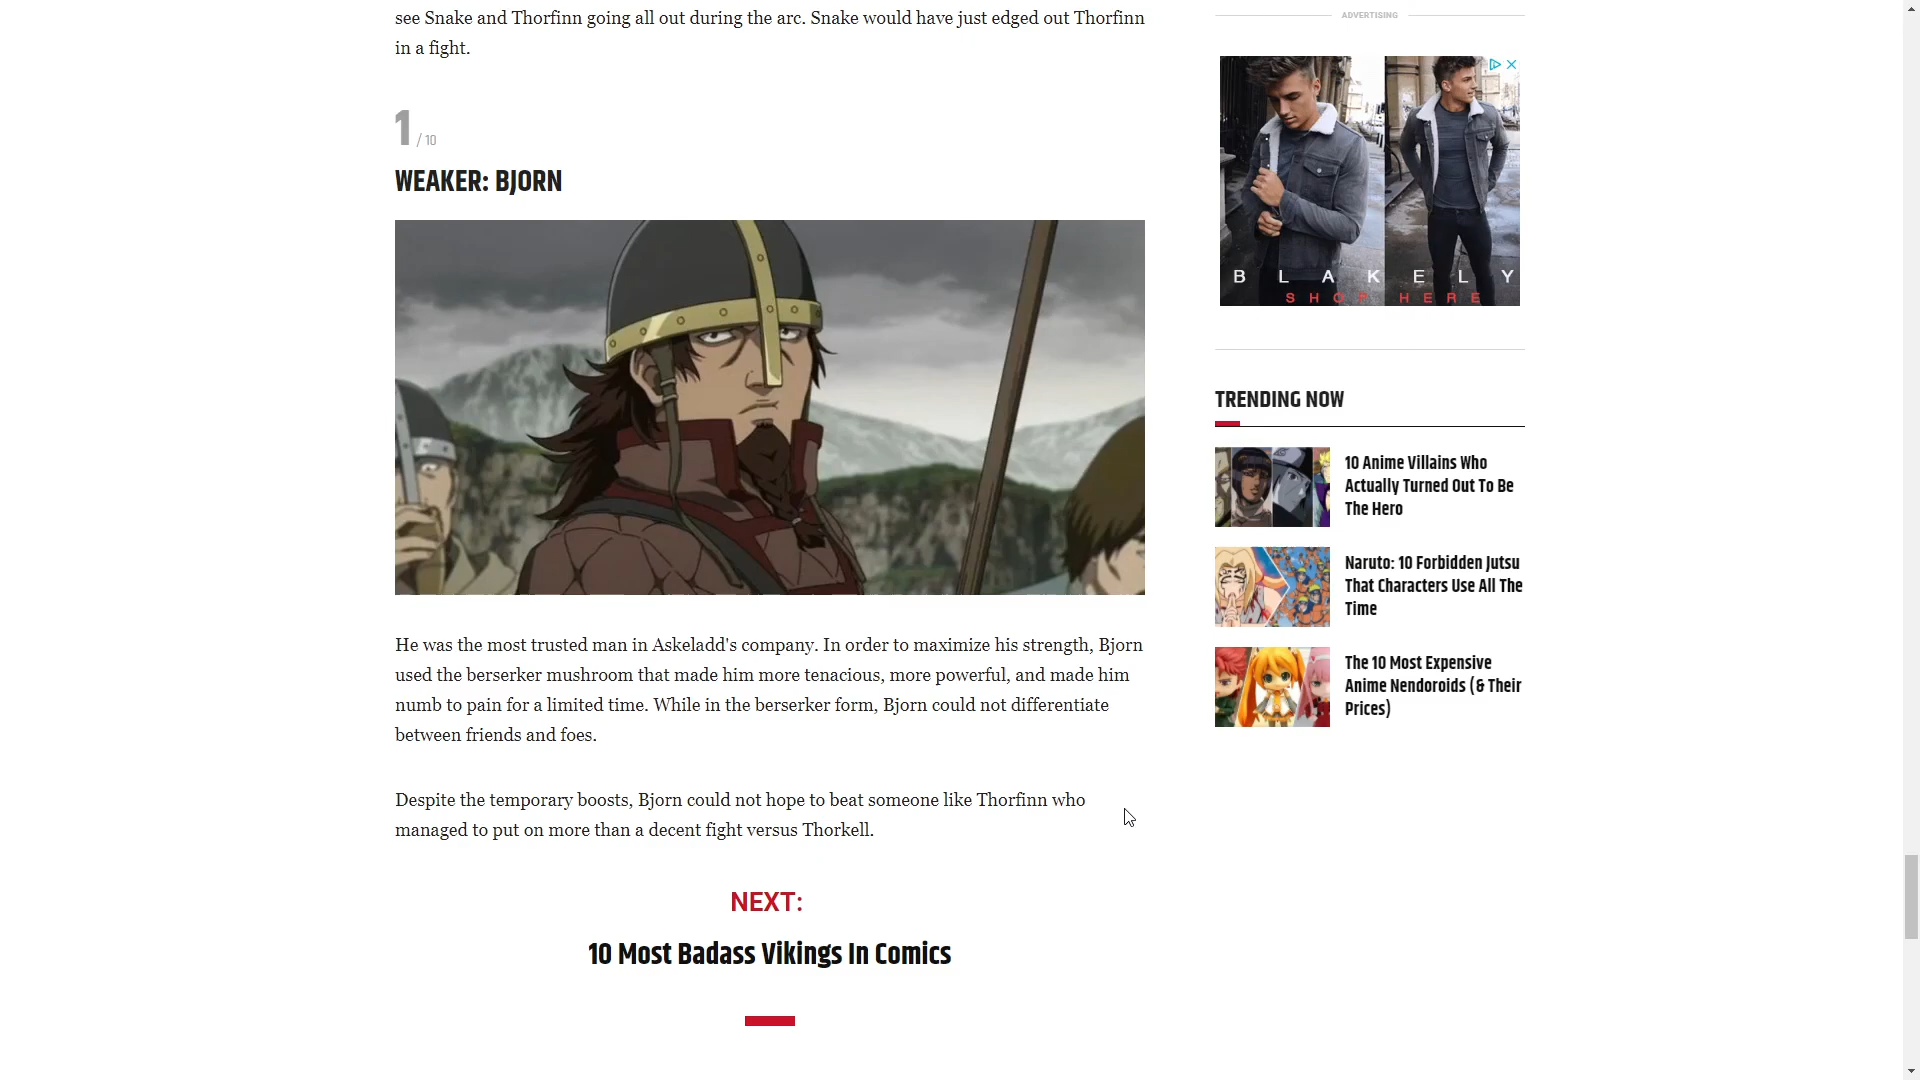 see Snake and Thorfinn going all out during the arc. Snake would have just edged out Thorfinn
in a fight.
1 / 10
WEAKER: BJORN
He was the most trusted man in Askeladd's company. In order to maximize his strength, Bjorn
used the berserker mushroom that made him more tenacious, more powerful, and made him
numb to pain for a limited time. While in the berserker form, Bjorn could not differentiate
between friends and foes.
Despite the temporary boosts, Bjorn could not hope to beat someone like Thorfinn who
managed to put on more than a decent fight versus Thorkell.
NEXT:
10 Most Badass Vikings In Comics
ADVERTISING
BLAKELY
SHOP HERE
TRENDING NOW
10 Anime Villains Who
Actually Turned Out To Be
The Hero
Naruto: 10 Forbidden Jutsu
That Characters Use All The
Time
The 10 Most Expensive
Anime Nendoroids (& Their
Prices)